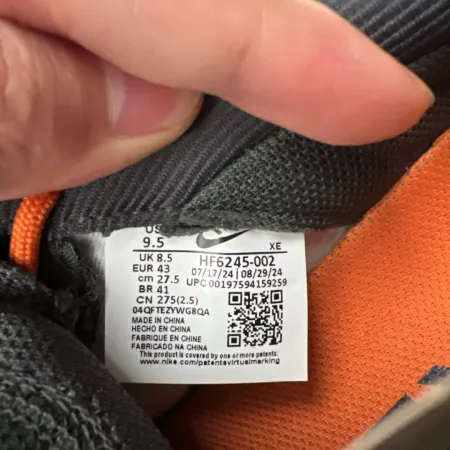 US
9.5
XE
UK 8.5
EUR 43
cm 27.5
BR 41
CN 275(2.5)
HF6245-002
07/17/24 | 08/29/24
UPC 00197594159259
04QFTEZYWG8QA
MADE IN CHINA
HECHO EN CHINA
FABRIQUE EN CHINE
FABRICADO NA CHINA
This product is covered by one or more patents:
www.nike.com/patentsvirtualmarking